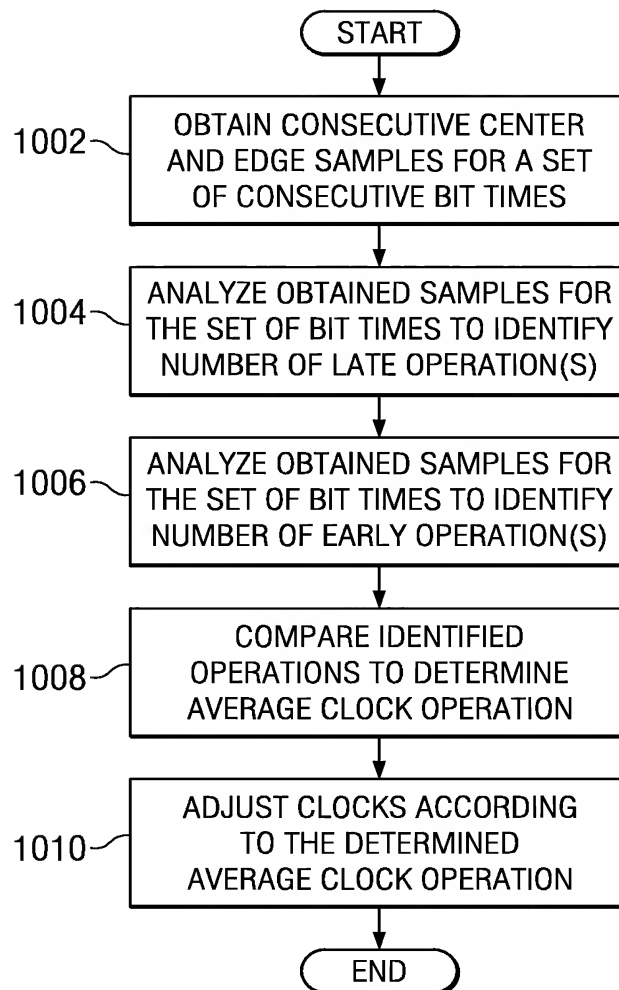 START
1002
OBTAIN CONSECUTIVE CENTER
AND EDGE SAMPLES FOR A SET
OF CONSECUTIVE BIT TIMES
1004
ANALYZE OBTAINED SAMPLES FOR
THE SET OF BIT TIMES TO IDENTIFY
NUMBER OF LATE OPERATION(S)
1006
ANALYZE OBTAINED SAMPLES FOR
THE SET OF BIT TIMES TO IDENTIFY
NUMBER OF EARLY OPERATION(S)
1008
COMPARE IDENTIFIED
OPERATIONS TO DETERMINE
AVERAGE CLOCK OPERATION
1010
ADJUST CLOCKS ACCORDING
TO THE DETERMINED
AVERAGE CLOCK OPERATION
END